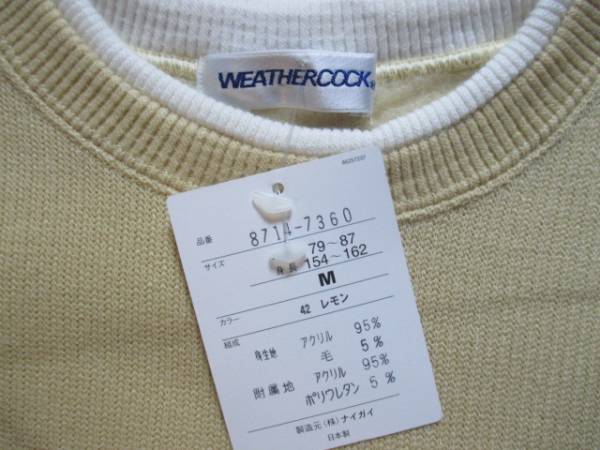 WEATHERCOCK
品番 8714-7360
サイズ 79～87
身長 154～162
M
カラー 42 レモン
組成
身生地 アクリル 95%
毛 5%
附属地 アクリル 95%
ポリウレタン 5%
製造元(株)ナイガイ
日本製